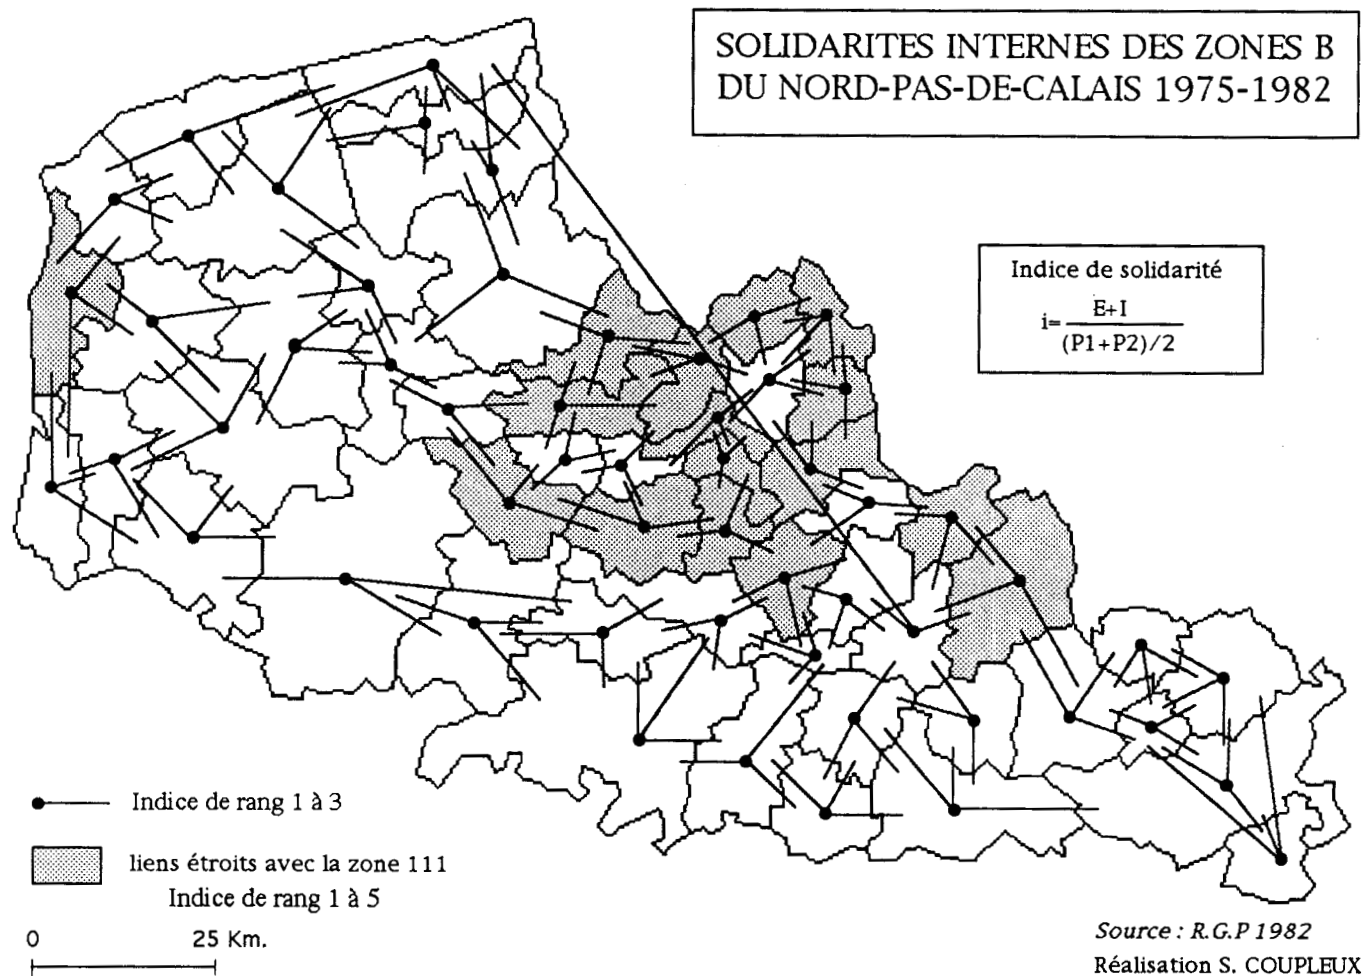 SOLIDARITES INTERNES DES ZONES B
DU NORD-PAS-DE-CALAIS 1975-1982
Indice de solidarité
i= E+I
(P1+P2)/2
Indice de rang 1 à 3
liens étroits avec la zone 111
Indice de rang 1 à 5
0 25 Km.
Source : R.G.P 1982
Réalisation S. COUPLEUX